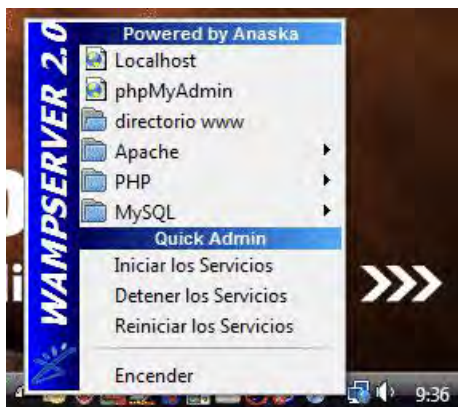 WAMPSERVER 2.0
Powered by Anaska
Localhost
phpMyAdmin
directorio www
Apache
PHP
MySQL
Quick Admin
Iniciar los Servicios
Detener los Servicios
Reiniciar los Servicios
Encender
9:36